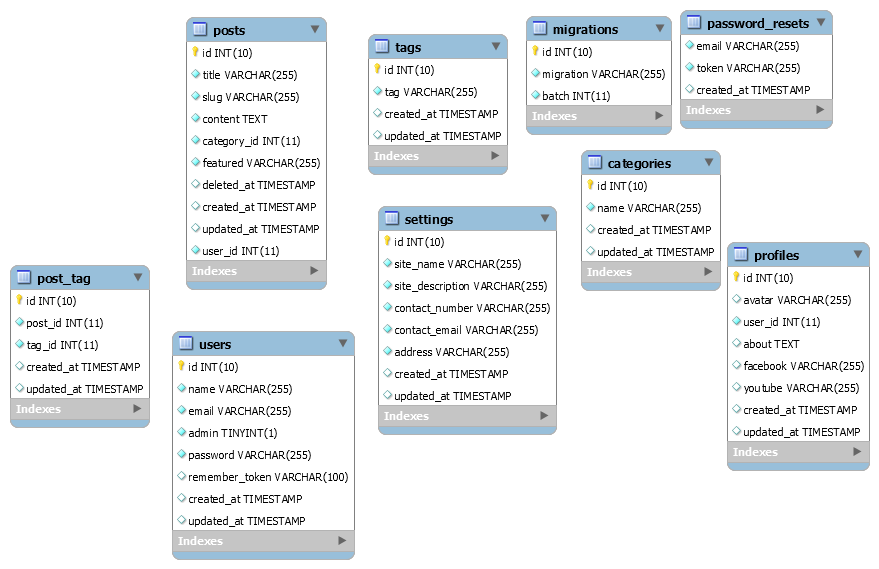 posts
id INT(10)
title VARCHAR(255)
slug VARCHAR(255)
content TEXT
category_id INT(11)
featured VARCHAR(255)
deleted_at TIMESTAMP
created_at TIMESTAMP
updated_at TIMESTAMP
user_id INT(11)
Indexes
tags
id INT(10)
tag VARCHAR(255)
created_at TIMESTAMP
updated_at TIMESTAMP
Indexes
migrations
id INT(10)
migration VARCHAR(255)
batch INT(11)
Indexes
password_resets
email VARCHAR(255)
token VARCHAR(255)
created_at TIMESTAMP
Indexes
categories
id INT(10)
name VARCHAR(255)
created_at TIMESTAMP
updated_at TIMESTAMP
Indexes
settings
id INT(10)
site_name VARCHAR(255)
site_description VARCHAR(255)
contact_number VARCHAR(255)
contact_email VARCHAR(255)
address VARCHAR(255)
created_at TIMESTAMP
updated_at TIMESTAMP
Indexes
profiles
id INT(10)
avatar VARCHAR(255)
user_id INT(11)
about TEXT
facebook VARCHAR(255)
youtube VARCHAR(255)
created_at TIMESTAMP
updated_at TIMESTAMP
Indexes
post_tag
id INT(10)
post_id INT(11)
tag_id INT(11)
created_at TIMESTAMP
updated_at TIMESTAMP
Indexes
users
id INT(10)
name VARCHAR(255)
email VARCHAR(255)
admin TINYINT(1)
password VARCHAR(255)
remember_token VARCHAR(100)
created_at TIMESTAMP
updated_at TIMESTAMP
Indexes